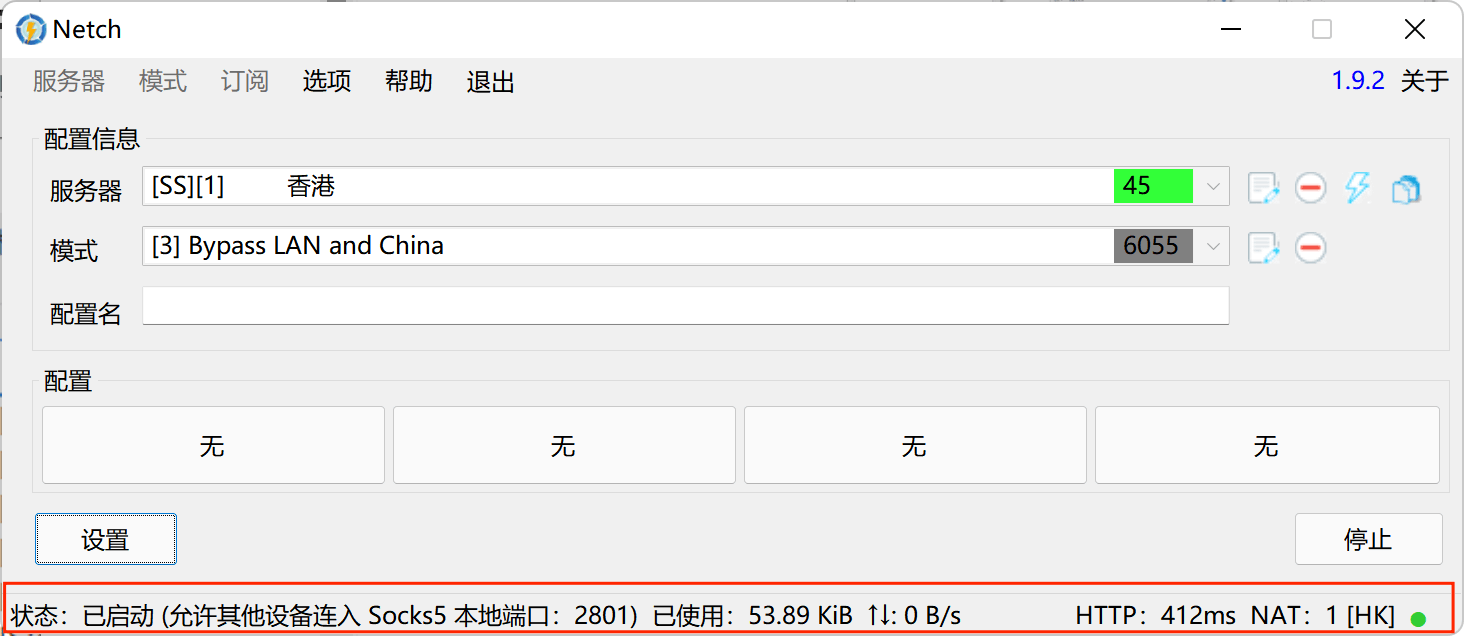 Netch
服务器 模式 订阅 选项 帮助 退出 1.9.2 关于
配置信息
服务器 [SS][1] 香港 45
模式 [3] Bypass LAN and China 6055
配置名
配置
无 无 无 无
设置 停止
状态：已启动 (允许其他设备连入 Socks5 本地端口：2801) 已使用：53.89 KiB ↑↓: 0 B/s HTTP：412ms NAT：1 [HK]